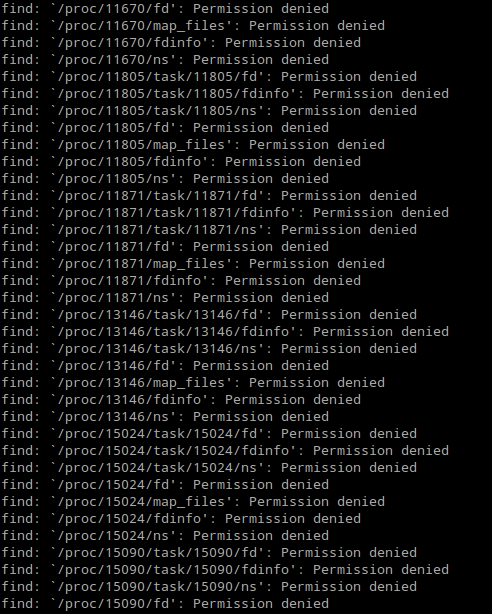 find: `/proc/11670/fd': Permission denied
find: `/proc/11670/map_files': Permission denied
find: `/proc/11670/fdinfo': Permission denied
find: `/proc/11670/ns': Permission denied
find: `/proc/11805/task/11805/fd': Permission denied
find: `/proc/11805/task/11805/fdinfo': Permission denied
find: `/proc/11805/task/11805/ns': Permission denied
find: `/proc/11805/fd': Permission denied
find: `/proc/11805/map_files': Permission denied
find: `/proc/11805/fdinfo': Permission denied
find: `/proc/11805/ns': Permission denied
find: `/proc/11871/task/11871/fd': Permission denied
find: `/proc/11871/task/11871/fdinfo': Permission denied
find: `/proc/11871/task/11871/ns': Permission denied
find: `/proc/11871/fd': Permission denied
find: `/proc/11871/map_files': Permission denied
find: `/proc/11871/fdinfo': Permission denied
find: `/proc/11871/ns': Permission denied
find: `/proc/13146/task/13146/fd': Permission denied
find: `/proc/13146/task/13146/fdinfo': Permission denied
find: `/proc/13146/task/13146/ns': Permission denied
find: `/proc/13146/fd': Permission denied
find: `/proc/13146/map_files': Permission denied
find: `/proc/13146/fdinfo': Permission denied
find: `/proc/13146/ns': Permission denied
find: `/proc/15024/task/15024/fd': Permission denied
find: `/proc/15024/task/15024/fdinfo': Permission denied
find: `/proc/15024/task/15024/ns': Permission denied
find: `/proc/15024/fd': Permission denied
find: `/proc/15024/map_files': Permission denied
find: `/proc/15024/fdinfo': Permission denied
find: `/proc/15024/ns': Permission denied
find: `/proc/15090/task/15090/fd': Permission denied
find: `/proc/15090/task/15090/fdinfo': Permission denied
find: `/proc/15090/task/15090/ns': Permission denied
find: `/proc/15090/fd': Permission denied